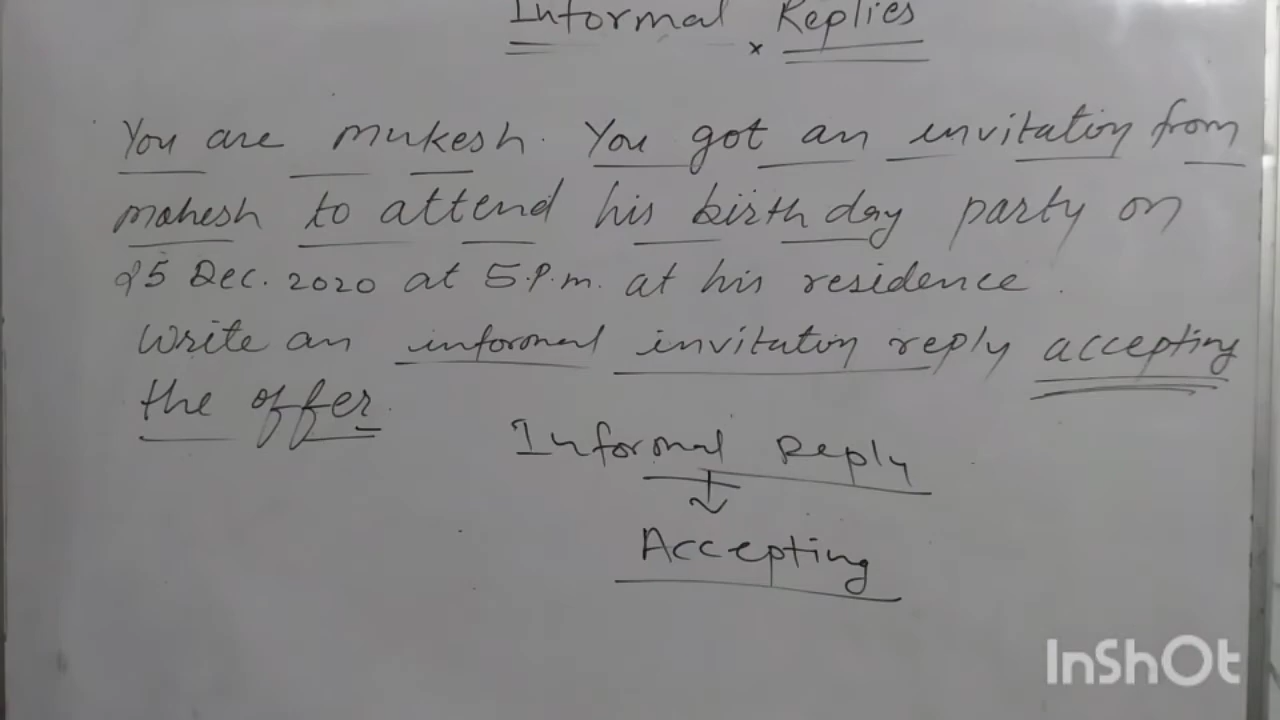 Informal Replies
x
You are mukesh. You got an invitation from
mahesh to attend his birthday party on
25 Dec. 2020 at 5.P.m. at his residence.
Write an informal invitation reply accepting
the offer.
Informal Reply
Accepting
InShOt